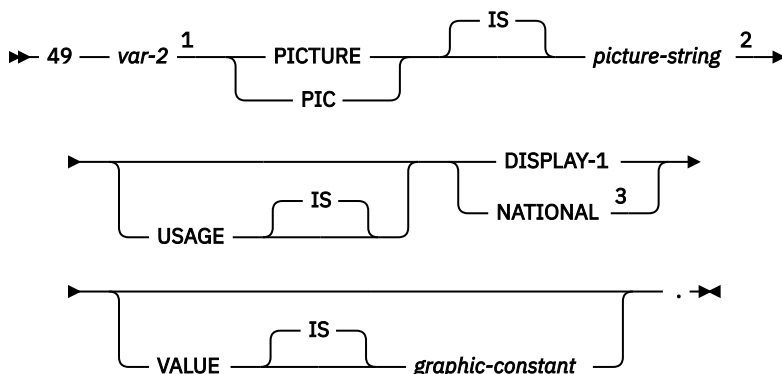 IS
49 var-2 1 PICTURE picture-string 2
PIC
DISPLAY-1
IS NATIONAL 3
USAGE
.
IS
VALUE graphic-constant